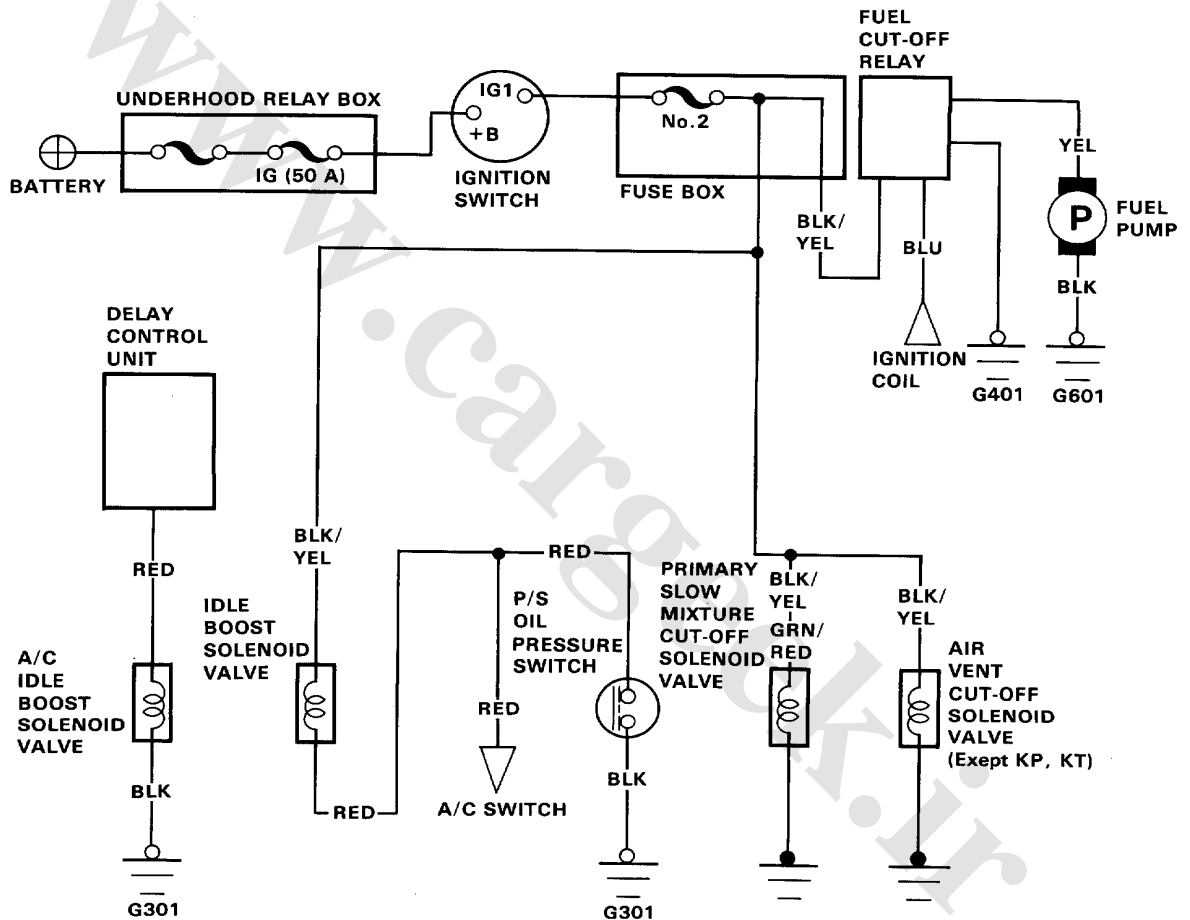 FUEL
CUT-OFF
RELAY
UNDERHOOD RELAY BOX
IG1
+B
No.2
BATTERY
IG (50 A)
IGNITION
SWITCH
FUSE BOX
YEL
FUEL
PUMP
P
BLK/
YEL
BLU
BLK
IGNITION
COIL
G401
G601
DELAY
CONTROL
UNIT
RED
BLK/
YEL
RED
A/C
IDLE
BOOST
SOLENOID
VALVE
IDLE
BOOST
SOLENOID
VALVE
P/S
OIL
PRESSURE
SWITCH
PRIMARY
SLOW
MIXTURE
CUT-OFF
SOLENOID
VALVE
BLK/
YEL
GRN/
RED
BLK/
YEL
AIR
VENT
CUT-OFF
SOLENOID
VALVE
(Exept KP, KT)
RED
BLK
RED
A/C SWITCH
BLK
G301
G301
www.cargeek.ir